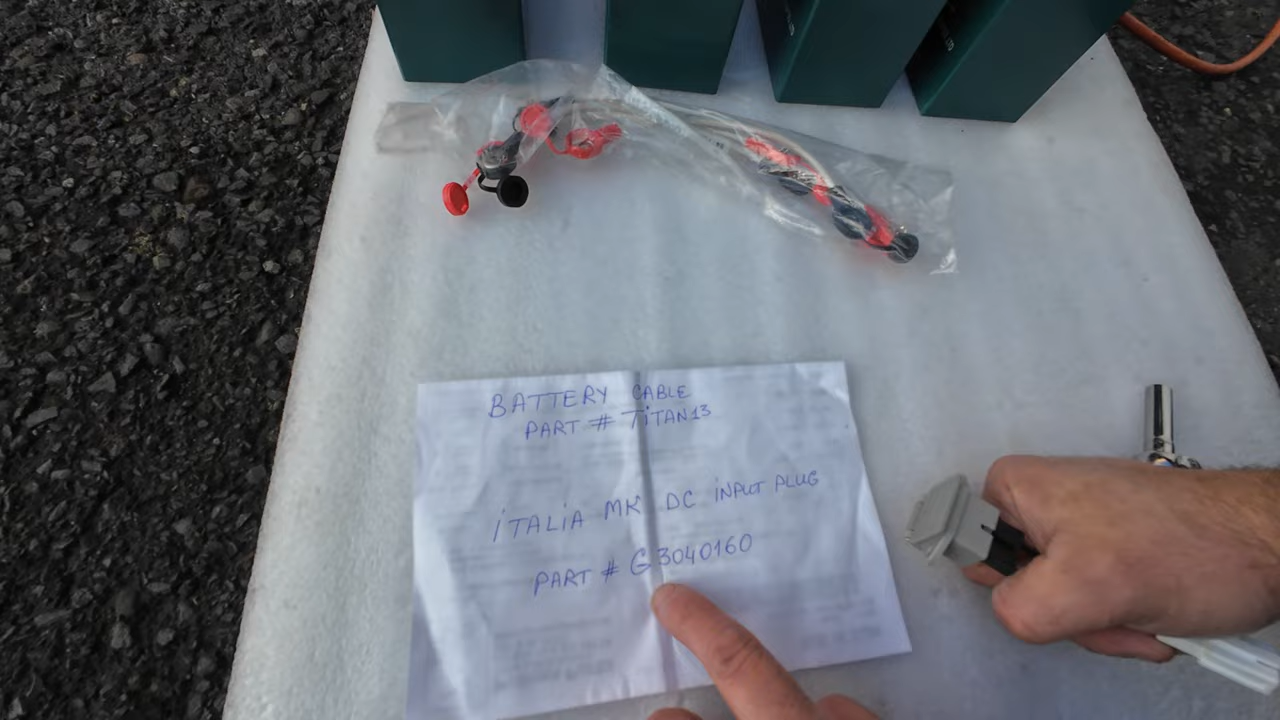 BATTERY CABLE
PART # TiTAN13
iTALiA MK DC iNPUT PLUG
PART # G3040160